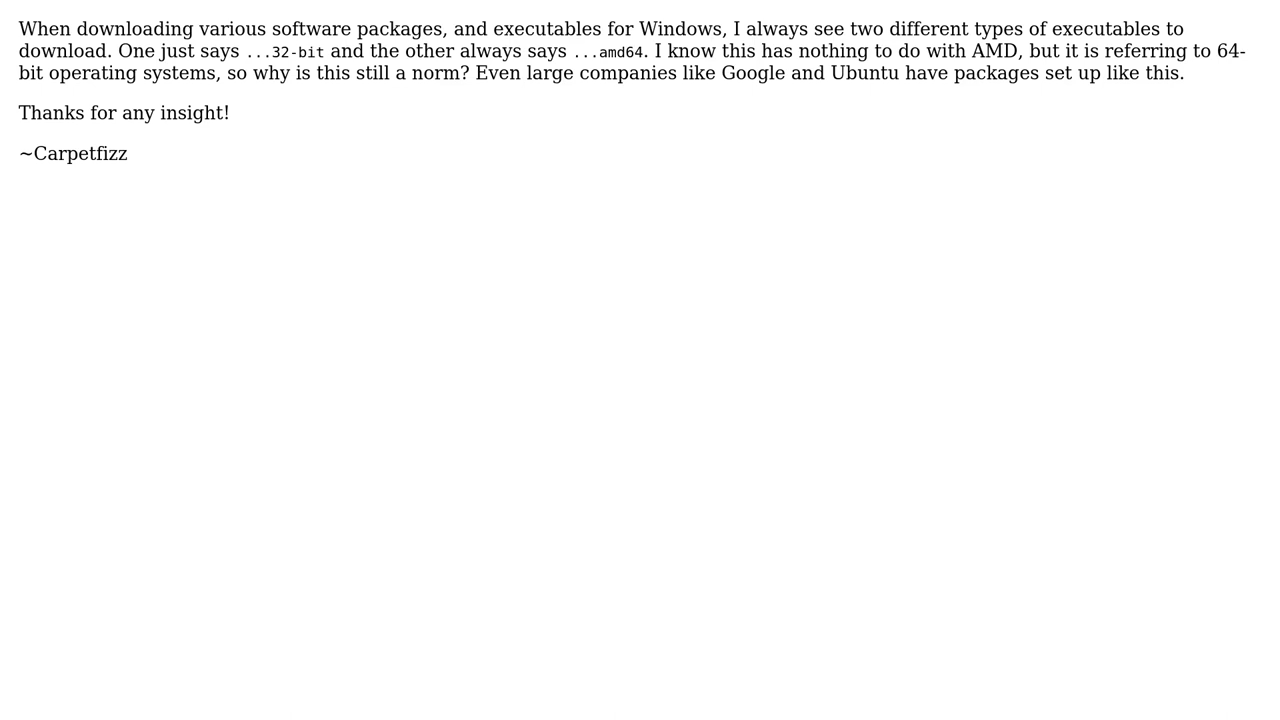 When downloading various software packages, and executables for Windows, I always see two different types of executables to
download. One just says ...32-bit and the other always says ...amd64. I know this has nothing to do with AMD, but it is referring to 64-
bit operating systems, so why is this still a norm? Even large companies like Google and Ubuntu have packages set up like this.
Thanks for any insight!
~Carpetfizz